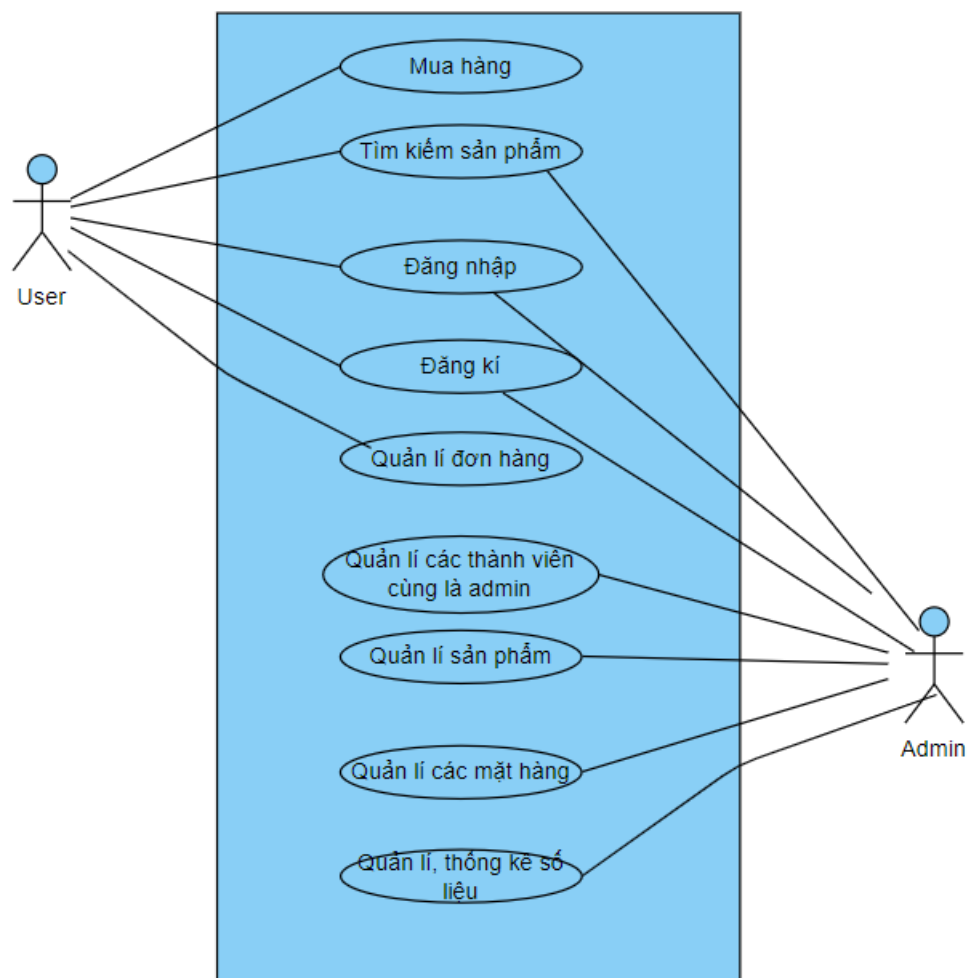 Mua hàng
Tìm kiếm sản phẩm
Đăng nhập
User
Đăng kí
Quản lí đơn hàng
Quản lí các thành viên
cùng là admin
Quản lí sản phẩm
Admin
Quản lí các mặt hàng
Quản lí, thống kê số
liệu